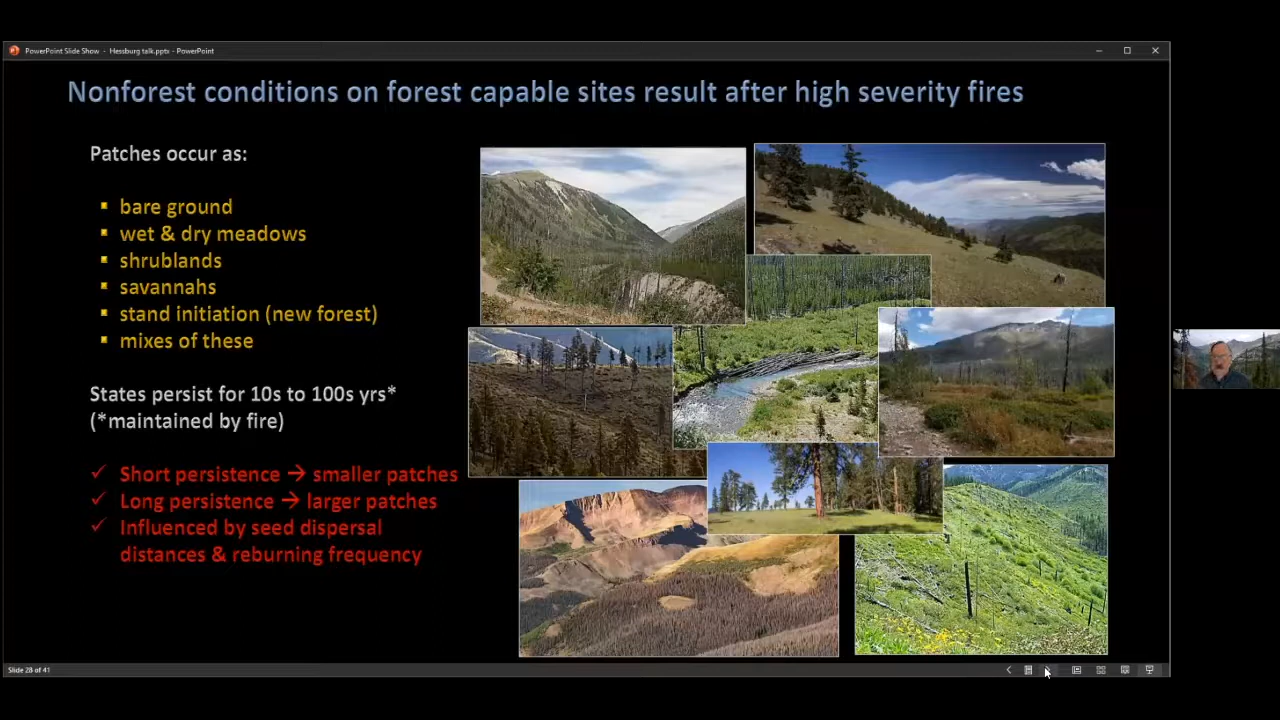 PowerPoint Slide Show - Hessburg talk.pptx - PowerPoint
Nonforest conditions on forest capable sites result after high severity fires
Patches occur as:
▪ bare ground
▪ wet & dry meadows
▪ shrublands
▪ savannahs
▪ stand initiation (new forest)
▪ mixes of these
States persist for 10s to 100s yrs*
(*maintained by fire)
✓ Short persistence → smaller patches
✓ Long persistence → larger patches
✓ Influenced by seed dispersal
distances & reburning frequency
Slide 28 of 41